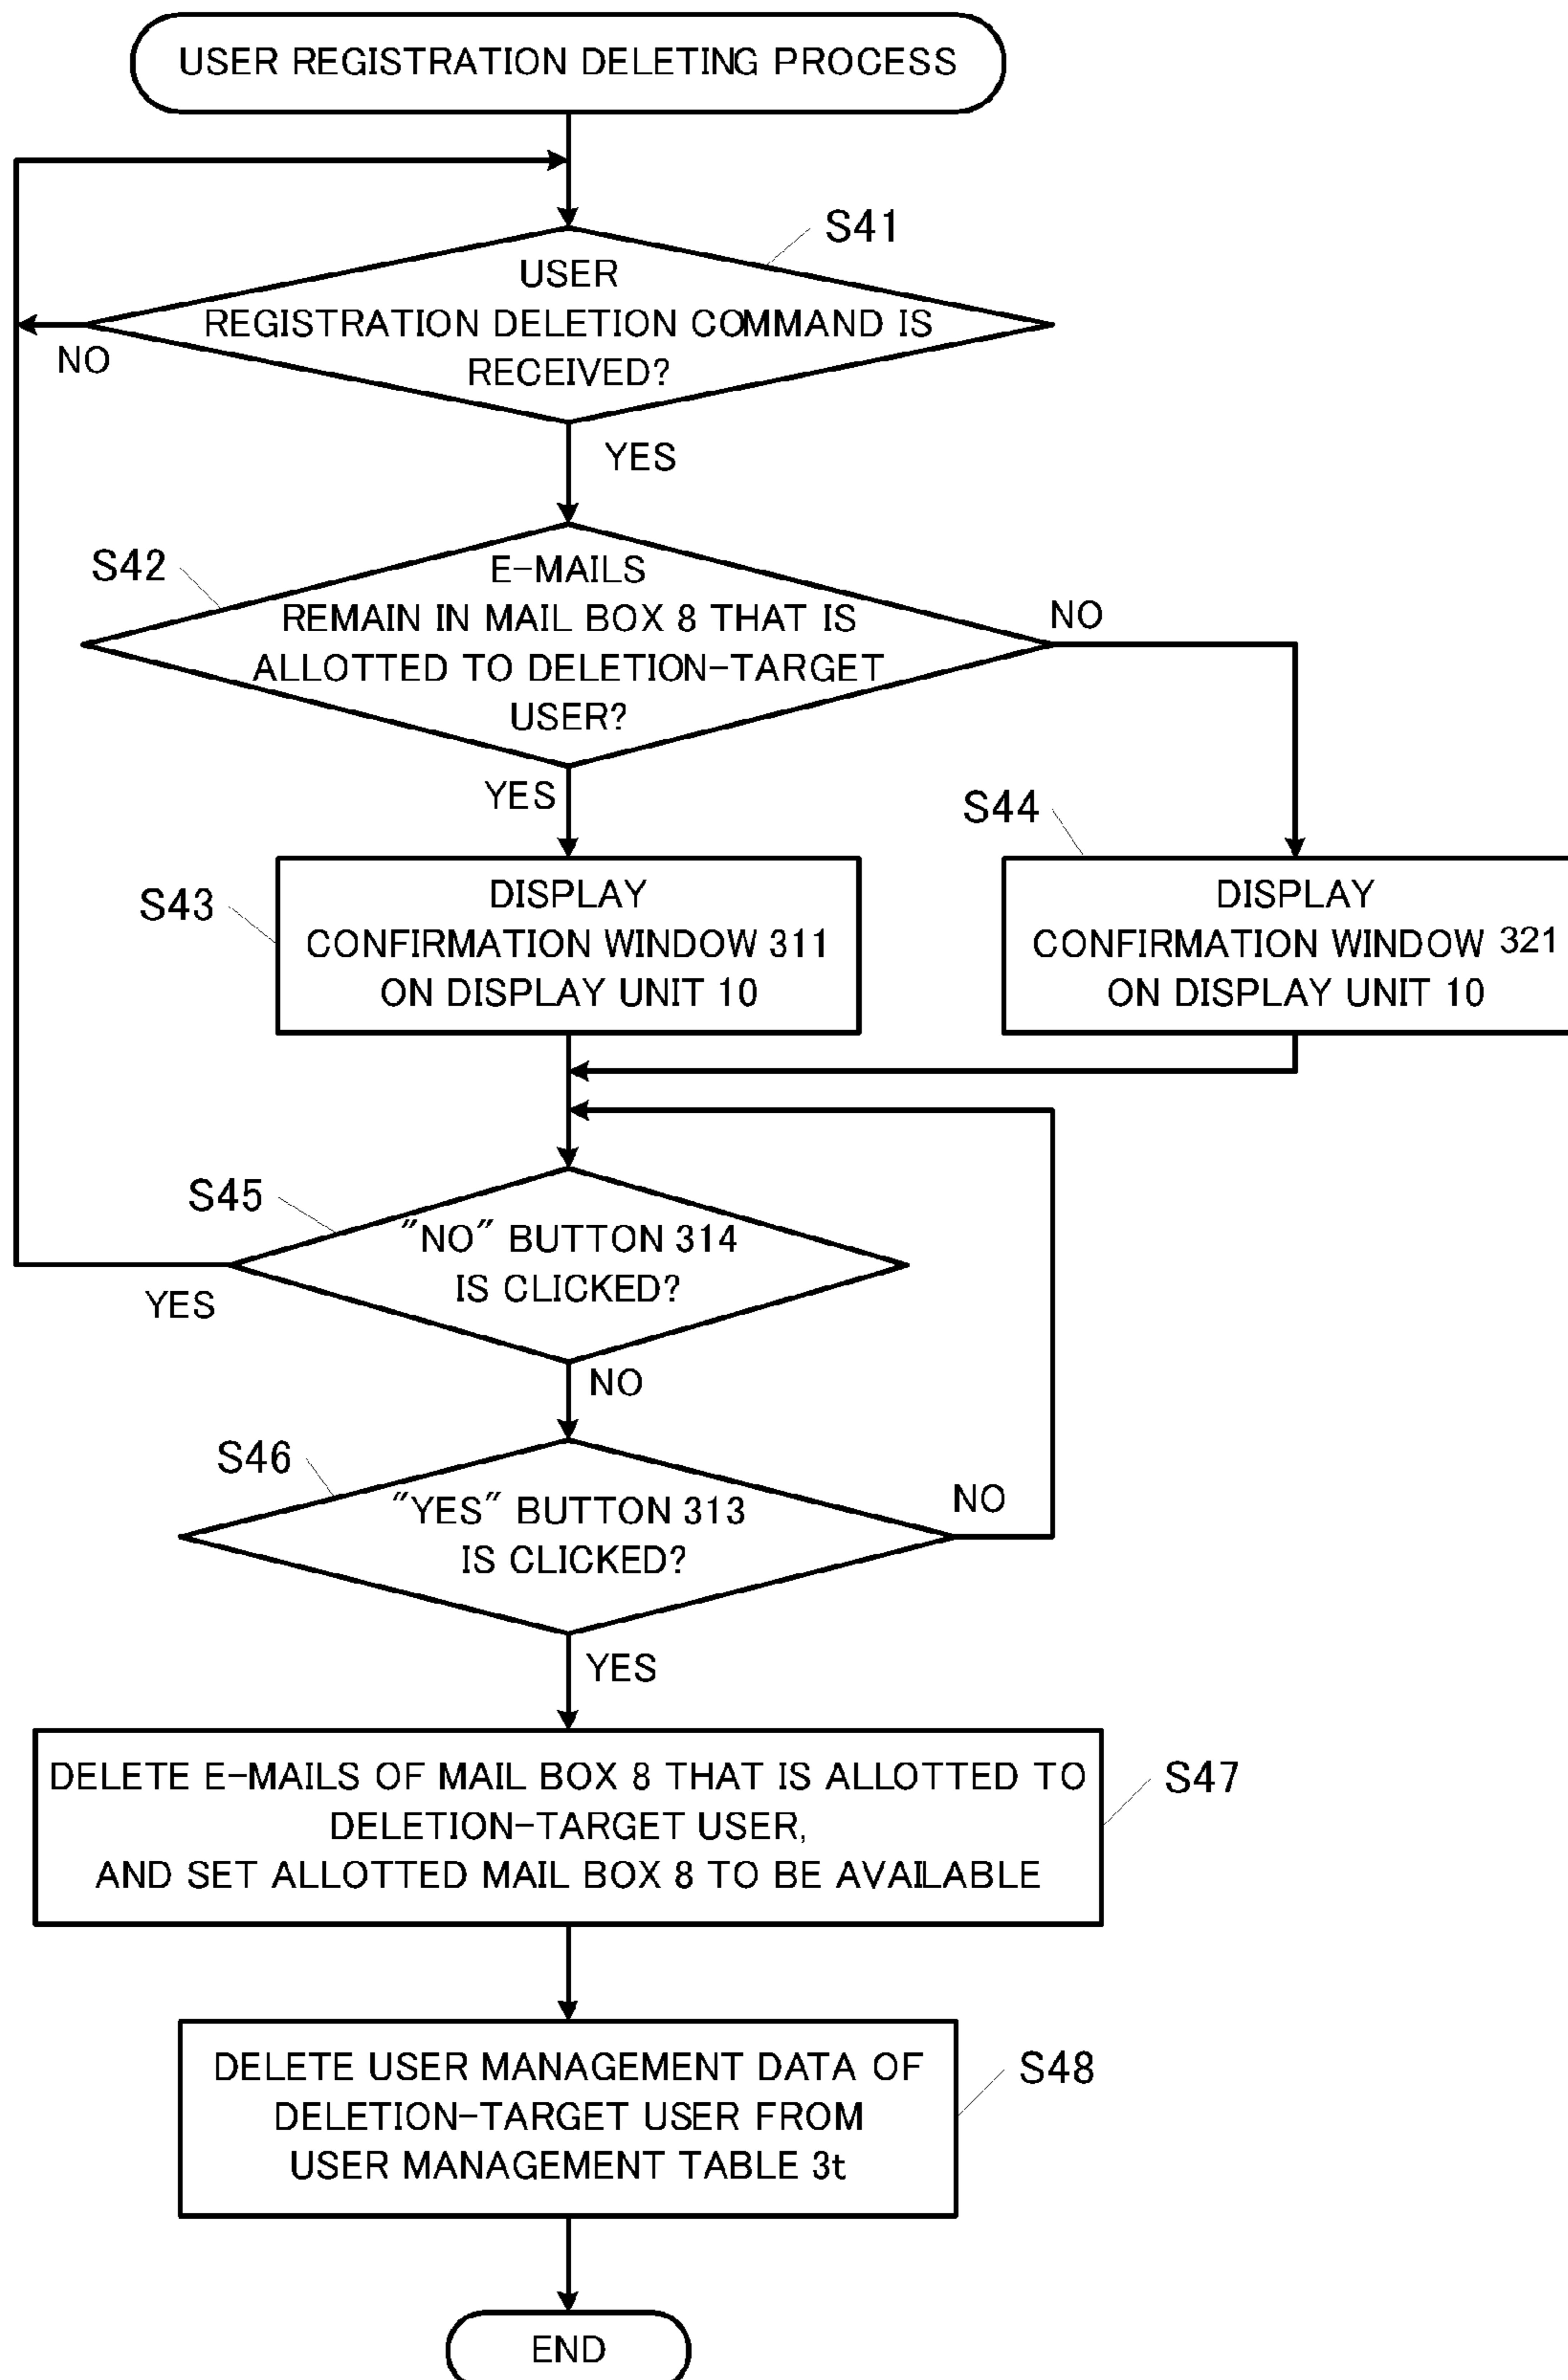 USER REGISTRATION DELETING PROCESS
S41
USER
REGISTRATION DELETION COMMAND IS
RECEIVED?
NO
YES
S42
E-MAILS
REMAIN IN MAIL BOX 8 THAT IS
ALLOTTED TO DELETION-TARGET
USER?
NO
YES
S43
DISPLAY
CONFIRMATION WINDOW 311
ON DISPLAY UNIT 10
S44
DISPLAY
CONFIRMATION WINDOW 321
ON DISPLAY UNIT 10
S45
"NO" BUTTON 314
IS CLICKED?
YES
NO
S46
"YES" BUTTON 313
IS CLICKED?
NO
YES
DELETE E-MAILS OF MAIL BOX 8 THAT IS ALLOTTED TO
DELETION-TARGET USER,
AND SET ALLOTTED MAIL BOX 8 TO BE AVAILABLE
S47
DELETE USER MANAGEMENT DATA OF
DELETION-TARGET USER FROM
USER MANAGEMENT TABLE 3t
S48
END